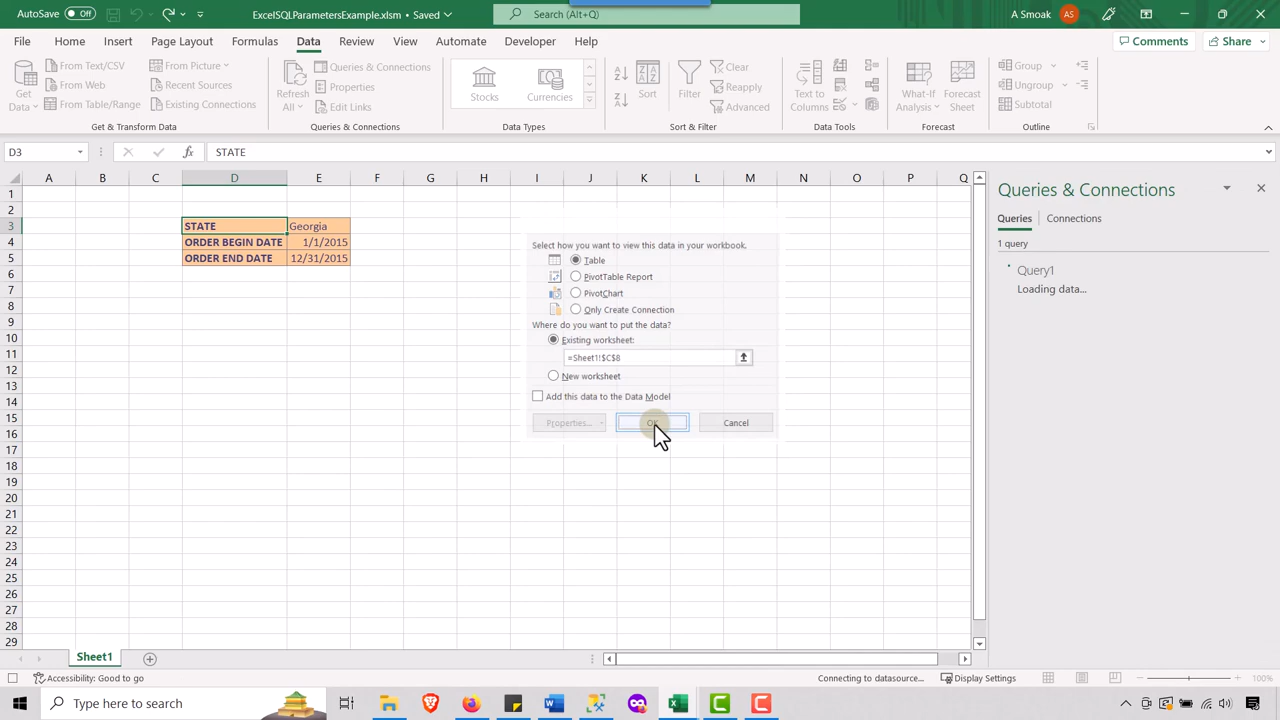 AutoSave Off ExcelSQLParametersExample.xlsm • Saved Search (Alt+Q) A Smoak AS
File Home Insert Page Layout Formulas Data Review View Automate Developer Help Comments Share
Get Data From Text/CSV From Picture Refresh All Queries & Connections Stocks Currencies Sort Filter Clear Text to Columns What-If Analysis Forecast Sheet Group
From Web Recent Sources Properties Reapply Ungroup
From Table/Range Existing Connections Edit Links Advanced Subtotal
Get & Transform Data Queries & Connections Data Types Sort & Filter Data Tools Forecast Outline
D3 fx STATE
A B C D E F G H I J K L M N O P Q
1
2
3 STATE Georgia
4 ORDER BEGIN DATE 1/1/2015
5 ORDER END DATE 12/31/2015
6
7
8
9
10
11
12
13
14
15
16
17
18
19
20
21
22
23
24
25
26
27
28
29
Select how you want to view this data in your workbook.
Table
PivotTable Report
PivotChart
Only Create Connection
Where do you want to put the data?
Existing worksheet:
=Sheet1!$C$8
New worksheet
Add this data to the Data Model
Properties... OK Cancel
Queries & Connections
Queries Connections
1 query
Query1
Loading data...
Sheet1
Accessibility: Good to go Connecting to datasource... Display Settings 100%
Type here to search